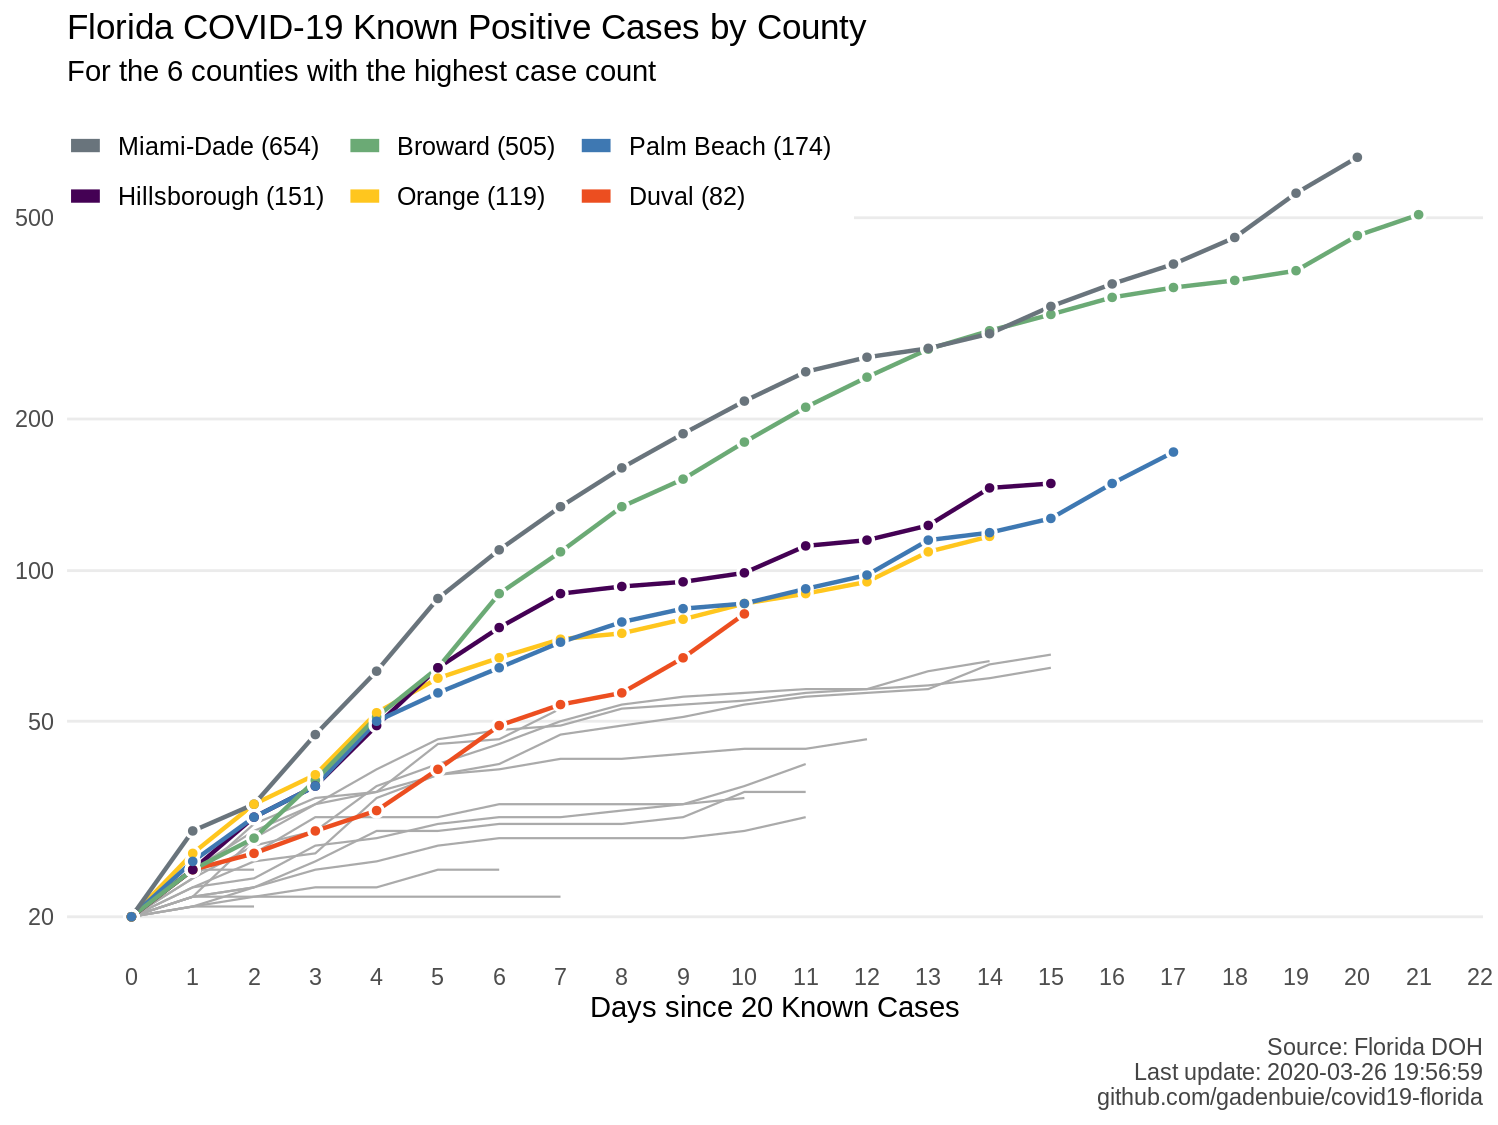 Florida COVID-19 Known Positive Cases by County
For the 6 counties with the highest case count
Miami-Dade (654) Broward (505) Palm Beach (174)
Hillsborough (151) Orange (119) Duval (82)
500
200
100
50
20
0 1 2 3 4 5 6 7 8 9 10 11 12 13 14 15 16 17 18 19 20 21 22
Days since 20 Known Cases
Source: Florida DOH
Last update: 2020-03-26 19:56:59
github.com/gadenbuie/covid19-florida